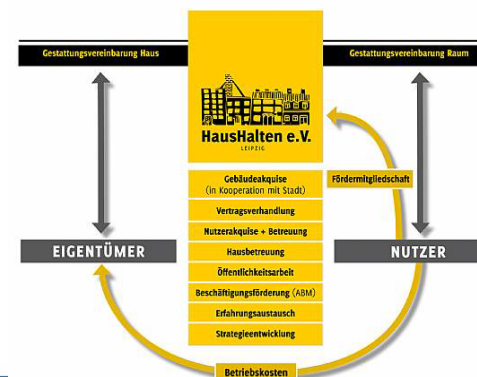 Gestattungsvereinbarung Haus
Gestattungsvereinbarung Raum
HausHalten e.V.
LEIPZIG
Gebäudeakquise
(in Kooperation mit Stadt)
Fördermitgliedschaft
Vertragsverhandlung
Nutzerakquise + Betreuung
EIGENTÜMER
Hausbetreuung
NUTZER
Öffentlichkeitsarbeit
Beschäftigungsförderung (ABM)
Erfahrungsaustausch
Strategieentwicklung
Betriebskosten